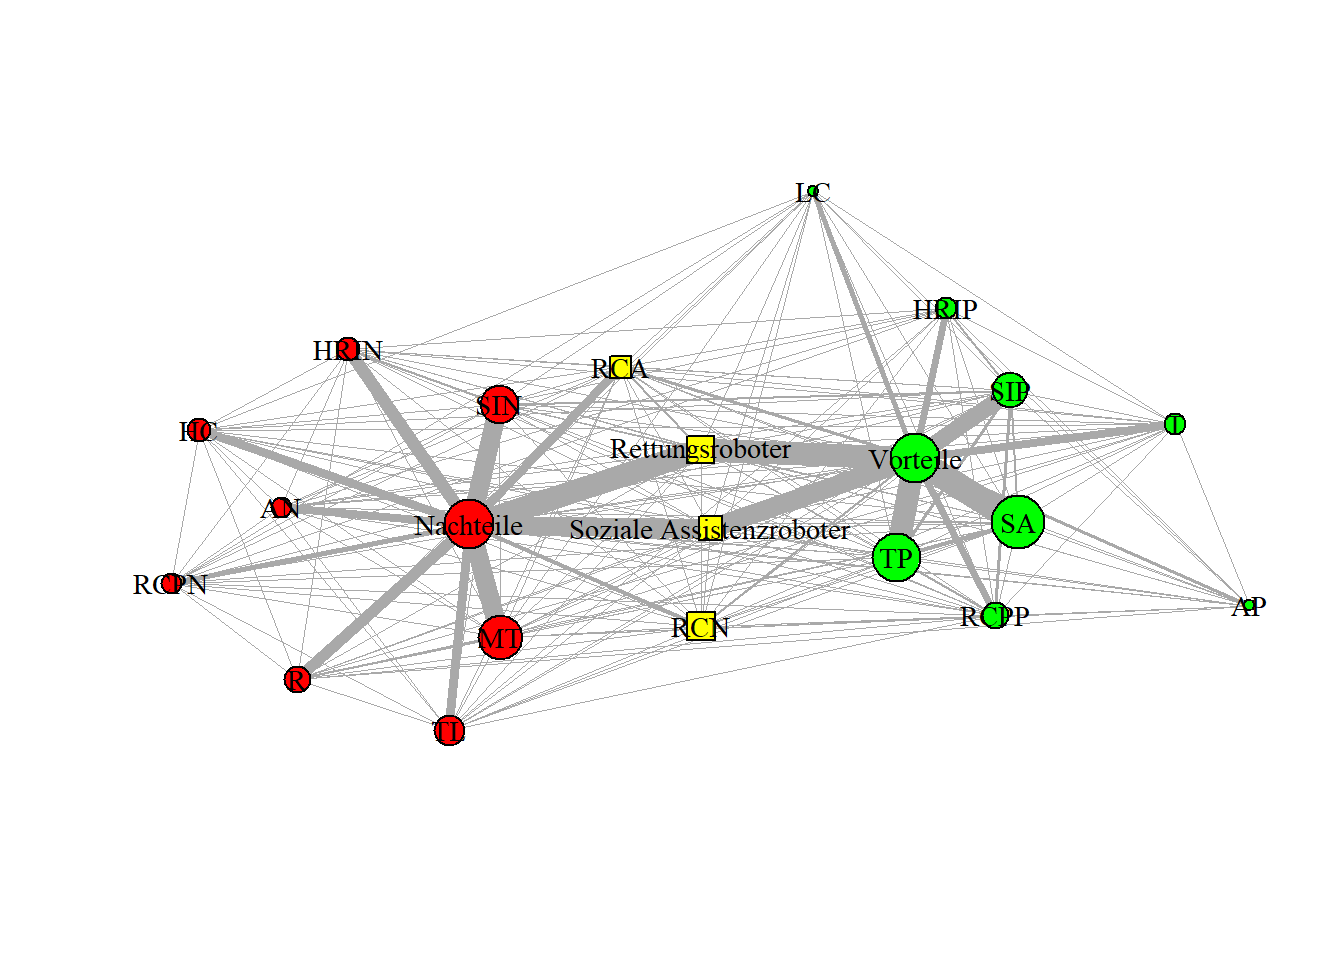 LC
HRIP
HRIN
RCA
SIP
SIN
I
HC
Rettungsroboter
Vorteile
AN
Nachteile
Soziale Assistenzroboter
SA
TP
RCPN
AP
RCN
RCPP
MT
R
TL